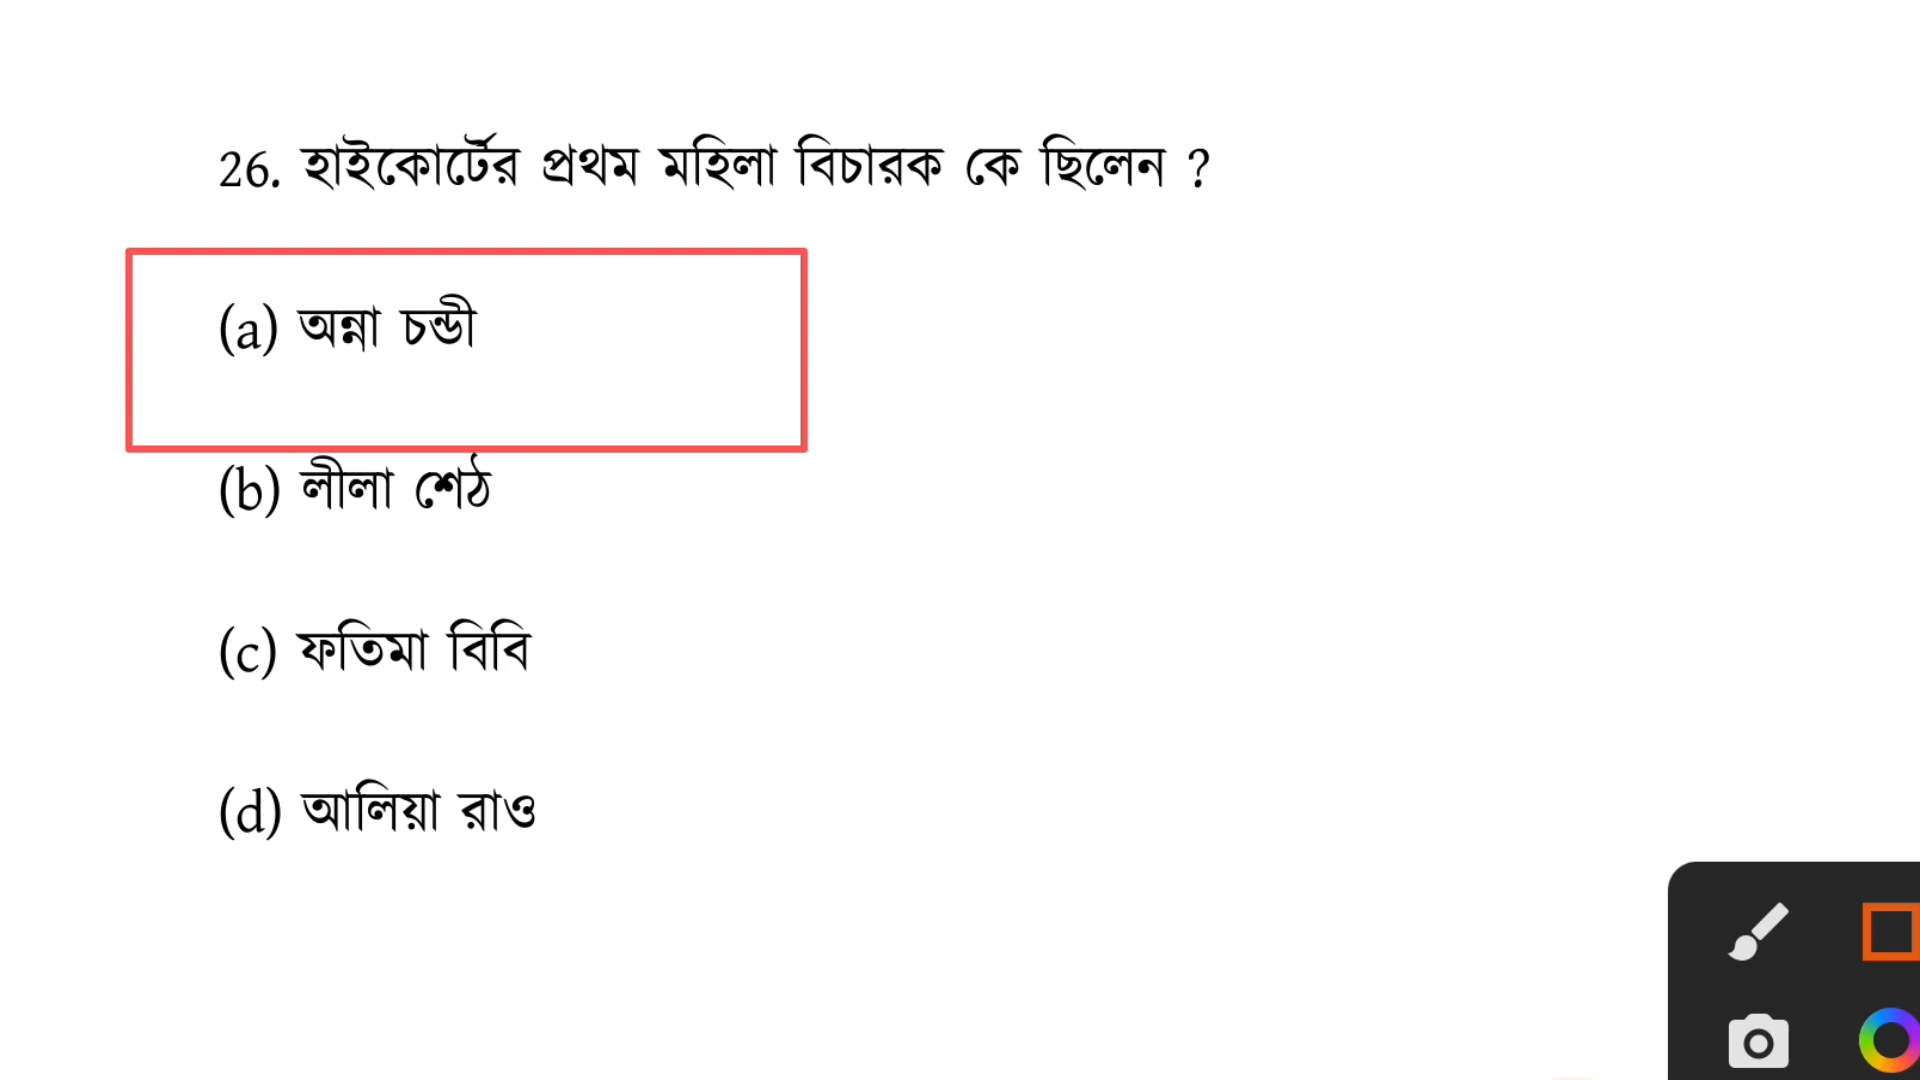 26. হাইকোর্টের প্রথম মহিলা বিচারক কে ছিলেন ?
(a) অন্না চন্ডী
(b) লীলা শেঠ
(c) ফতিমা বিবি
(d) আলিয়া রাও